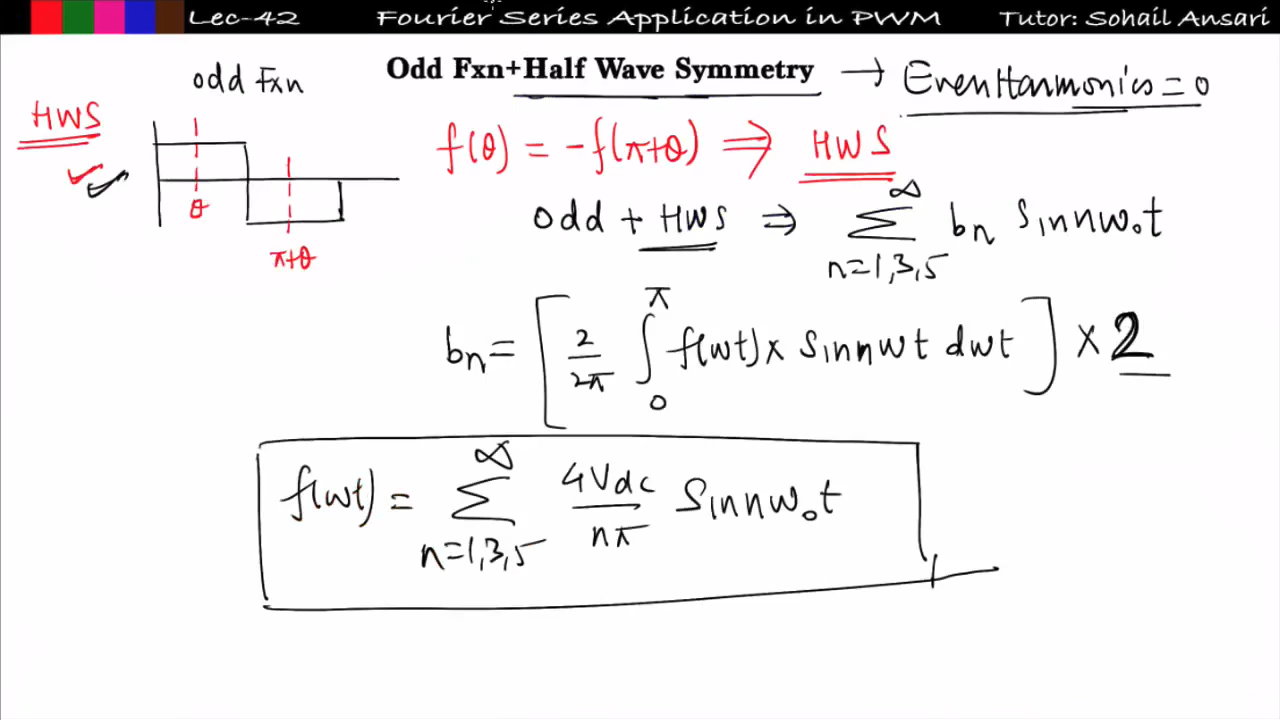 Lec-42 Fourier Series Application in PWM Tutor: Sohail Ansari
Odd Fxn+Half Wave Symmetry → Even Harmonics = 0
odd Fxn
HWS
θ
π+θ
f(θ) = -f(π+θ) ⇒ HWS
odd + HWS ⇒ ∞ Σ n=1,3,5 bn Sin nω₀t
bn = [ 2/2π ∫₀^π f(ωt) x Sin nωt dωt ] × 2
f(ωt) = ∞ Σ n=1,3,5 4Vdc/nπ Sin nω₀t